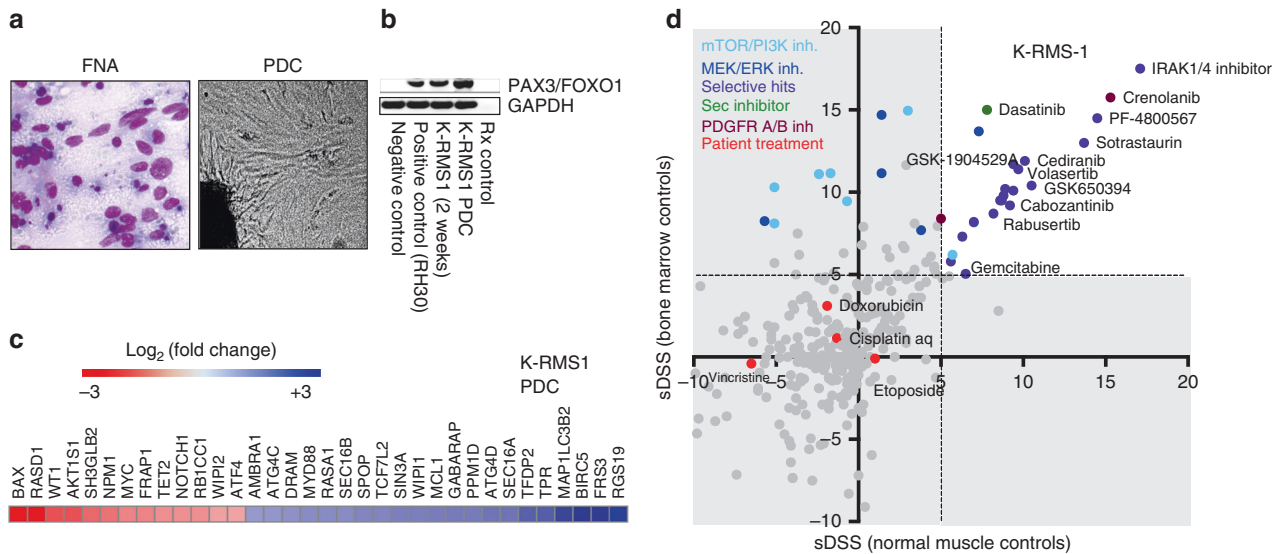 a
FNA
PDC
b
PAX3/FOXO1
GAPDH
Negative control
Positive control (RH30)
K-RMS1 (2 weeks)
K-RMS1 PDC
Rx control
c
Log2 (fold change)
–3
+3
K-RMS1
PDC
BAX
RASD1
WT1
AKT1S1
SH3GLB2
NPM1
MYC
FRAP1
TET2
NOTCH1
RB1CC1
WIPI2
ATF4
AMBRA1
ATG4C
DRAM
MYD88
RASA1
SEC16B
SPOP
TCF7L2
SIN3A
WIPI1
MCL1
GABARAP
PPM1D
ATG4D
SEC16A
TFDP2
TPR
MAP1LC3B2
BIRC5
FRS3
RGS19
d
sDSS (bone marrow controls)
20
15
10
5
–5
–10
mTOR/PI3K inh.
MEK/ERK inh.
Selective hits
Sec inhibitor
PDGFR A/B inh
Patient treatment
K-RMS-1
IRAK1/4 inhibitor
Crenolanib
Dasatinib
PF-4800567
Sotrastaurin
GSK-1904529A
Cediranib
Volasertib
GSK650394
Cabozantinib
Rabusertib
Gemcitabine
Doxorubicin
Cisplatin aq
Vincristine
Etoposide
–10
–5
5
10
15
20
sDSS (normal muscle controls)